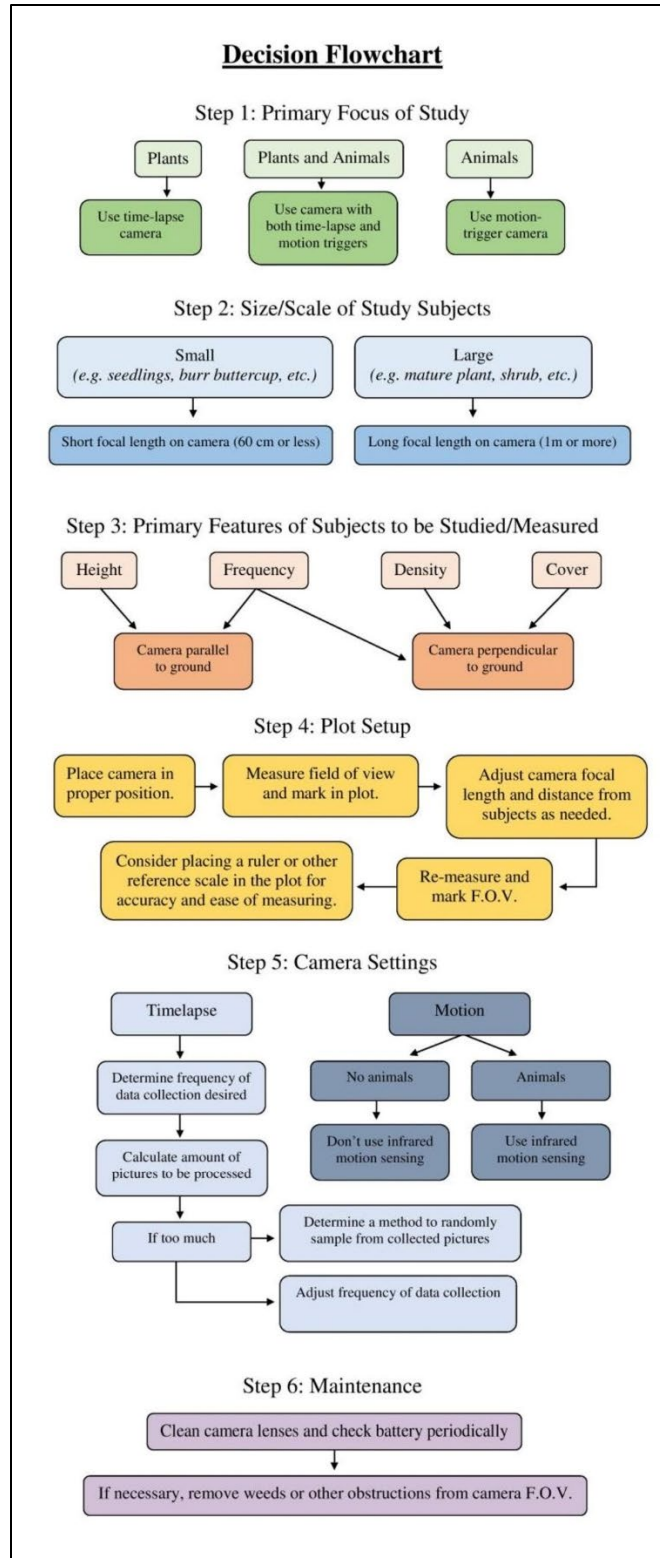 Decision Flowchart
Step 1: Primary Focus of Study
Plants
Plants and Animals
Animals
Use time-lapse
camera
Use camera with
both time-lapse and
motion triggers
Use motion-
trigger camera
Step 2: Size/Scale of Study Subjects
Small
(e.g. seedlings, burr buttercup, etc.)
Large
(e.g. mature plant, shrub, etc.)
Short focal length on camera (60 cm or less)
Long focal length on camera (1m or more)
Step 3: Primary Features of Subjects to be Studied/Measured
Height
Frequency
Density
Cover
Camera parallel
to ground
Camera perpendicular
to ground
Step 4: Plot Setup
Place camera in
proper position.
Measure field of view
and mark in plot.
Adjust camera focal
length and distance from
subjects as needed.
Re-measure and
mark F.O.V.
Consider placing a ruler or other
reference scale in the plot for
accuracy and ease of measuring.
Step 5: Camera Settings
Timelapse
Determine frequency of
data collection desired
Calculate amount of
pictures to be processed
If too much
Determine a method to randomly
sample from collected pictures
Adjust frequency of data collection
Motion
No animals
Animals
Don't use infrared
motion sensing
Use infrared
motion sensing
Step 6: Maintenance
Clean camera lenses and check battery periodically
If necessary, remove weeds or other obstructions from camera F.O.V.